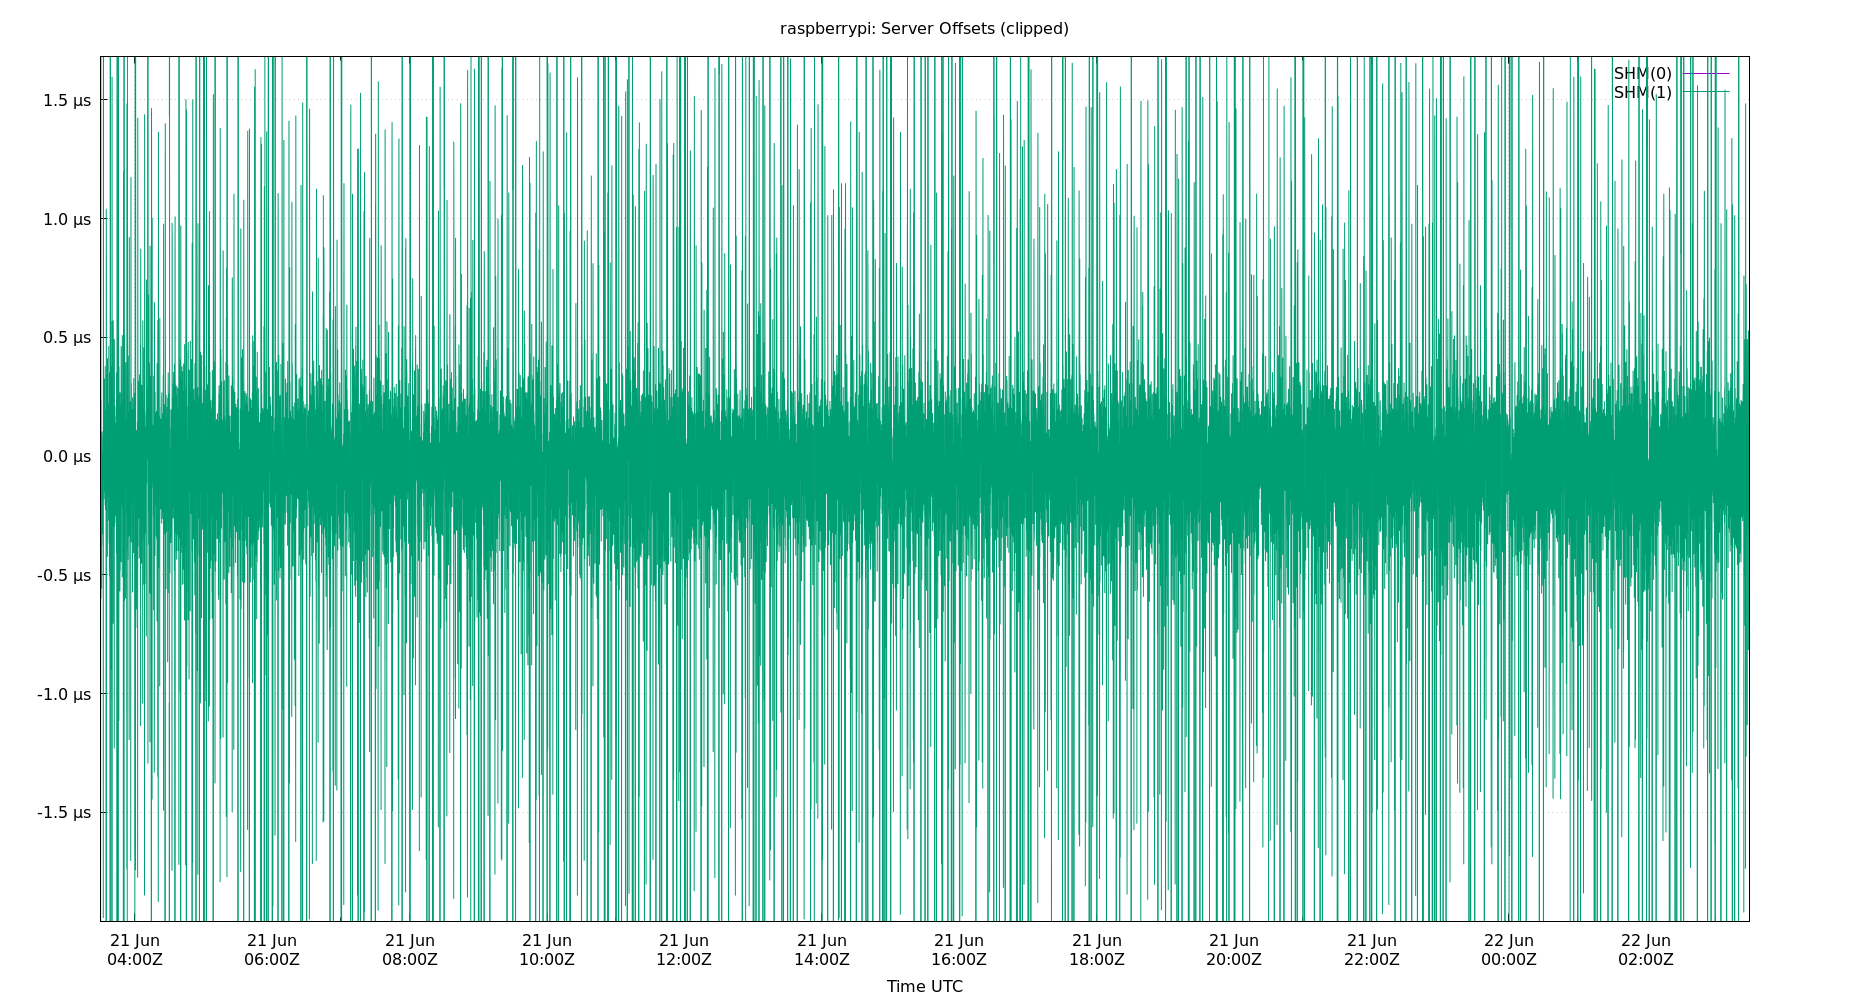 raspberrypi: Server Offsets (clipped)
SHM(0)
SHM(1)
1.5 µs
1.0 µs
0.5 µs
0.0 µs
-0.5 µs
-1.0 µs
-1.5 µs
21 Jun 21 Jun 21 Jun 21 Jun 21 Jun 21 Jun 21 Jun 21 Jun 21 Jun 21 Jun 22 Jun 22 Jun
04:00Z 06:00Z 08:00Z 10:00Z 12:00Z 14:00Z 16:00Z 18:00Z 20:00Z 22:00Z 00:00Z 02:00Z
Time UTC